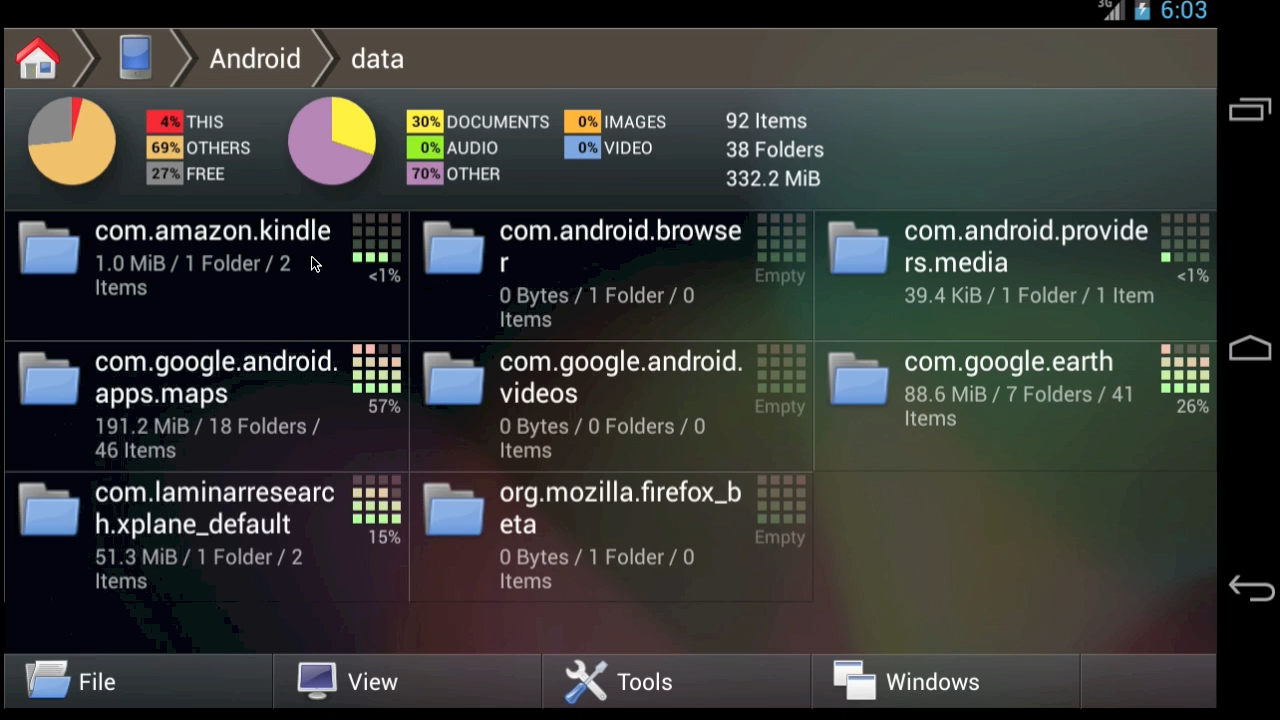 3G 6:03
Android data
4% THIS
69% OTHERS
27% FREE
30% DOCUMENTS
0% AUDIO
70% OTHER
0% IMAGES
0% VIDEO
92 Items
38 Folders
332.2 MiB
com.amazon.kindle
1.0 MiB / 1 Folder / 2
Items
<1%
com.android.browse
r
0 Bytes / 1 Folder / 0
Items
Empty
com.android.provide
rs.media
39.4 KiB / 1 Folder / 1 Item
<1%
com.google.android.
apps.maps
191.2 MiB / 18 Folders /
46 Items
57%
com.google.android.
videos
0 Bytes / 0 Folders / 0
Items
Empty
com.google.earth
88.6 MiB / 7 Folders / 41
Items
26%
com.laminarresearc
h.xplane_default
51.3 MiB / 1 Folder / 2
Items
15%
org.mozilla.firefox_b
eta
0 Bytes / 1 Folder / 0
Items
Empty
File View Tools Windows